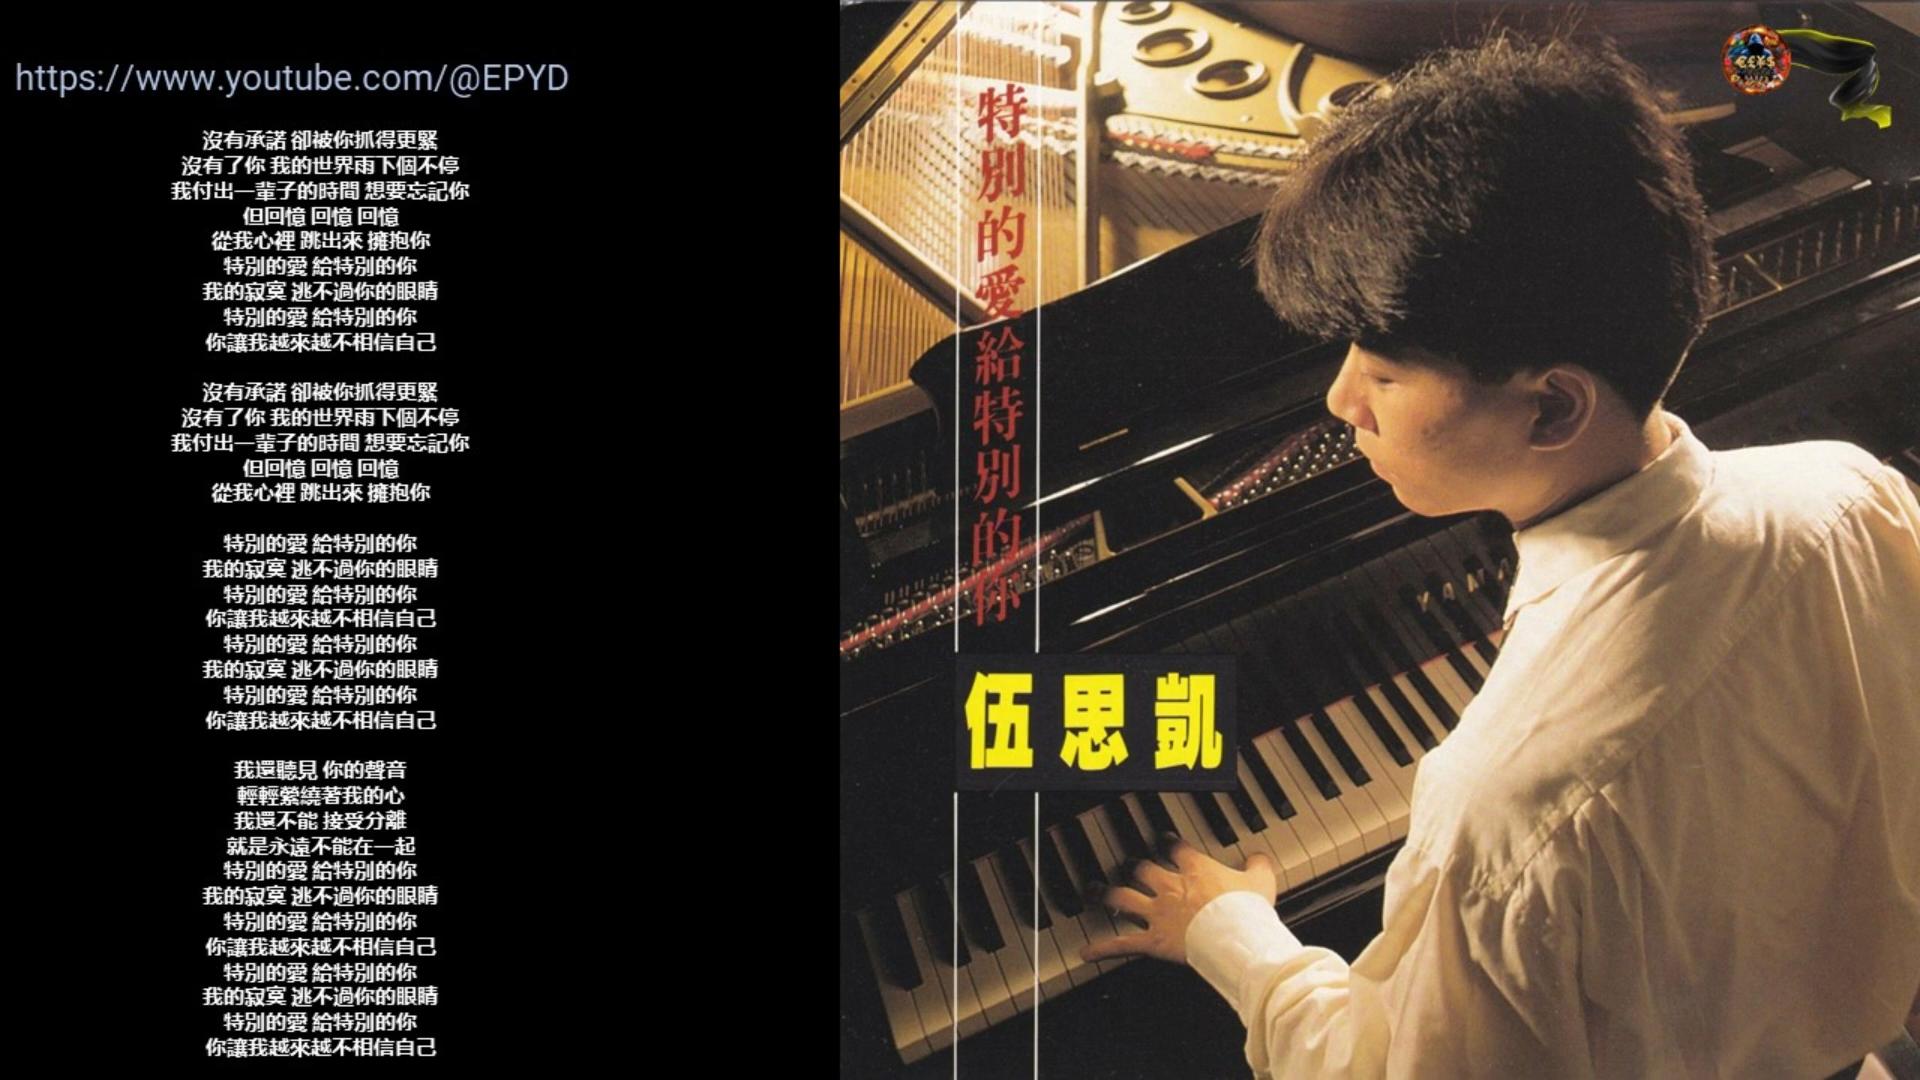 https://www.youtube.com/@EPYD
沒有承諾 卻被你抓得更緊
沒有了你 我的世界雨下個不停
我付出一輩子的時間 想要忘記你
但回憶 回憶 回憶
從我心裡 跳出來 擁抱你
特別的愛 給特別的你
我的寂寞 逃不過你的眼睛
特別的愛 給特別的你
你讓我越來越不相信自己
沒有承諾 卻被你抓得更緊
沒有了你 我的世界雨下個不停
我付出一輩子的時間 想要忘記你
但回憶 回憶 回憶
從我心裡 跳出來 擁抱你
特別的愛 給特別的你
我的寂寞 逃不過你的眼睛
特別的愛 給特別的你
你讓我越來越不相信自己
特別的愛 給特別的你
我的寂寞 逃不過你的眼睛
特別的愛 給特別的你
你讓我越來越不相信自己
我還聽見 你的聲音
輕輕縈繞著我的心
我還不能 接受分離
就是永遠不能在一起
特別的愛 給特別的你
我的寂寞 逃不過你的眼睛
特別的愛 給特別的你
你讓我越來越不相信自己
特別的愛 給特別的你
我的寂寞 逃不過你的眼睛
特別的愛 給特別的你
你讓我越來越不相信自己
特別的愛給特別的你
伍思凱